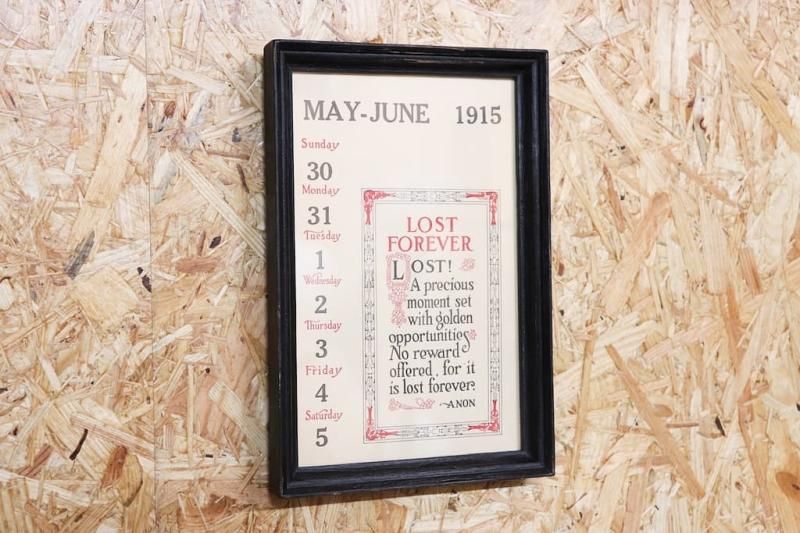 MAY-JUNE 1915
Sunday
30
Monday
31
Tuesday
1
Wednesday
2
Thursday
3
Friday
4
Saturday
5
LOST
FOREVER
LOST!
A precious
moment set
with golden
opportunities
No reward
offered, for it
is lost forever.
~ANON